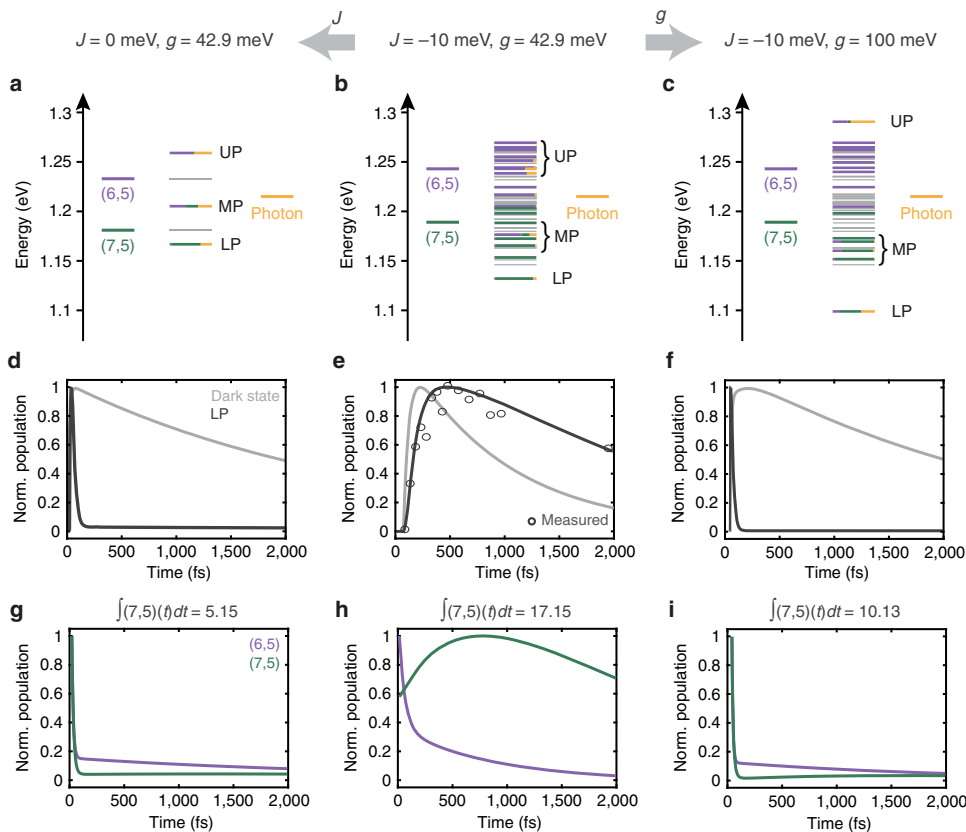 J
g
J = 0 meV, g = 42.9 meV
J = –10 meV, g = 42.9 meV
J = –10 meV, g = 100 meV
a
b
c
1.3
1.25
1.2
1.15
1.1
Energy (eV)
(6,5)
(7,5)
UP
MP
LP
Photon
1.3
1.25
1.2
1.15
1.1
Energy (eV)
(6,5)
(7,5)
UP
MP
LP
Photon
1.3
1.25
1.2
1.15
1.1
Energy (eV)
(6,5)
(7,5)
UP
MP
LP
Photon
d
e
f
1
0.8
0.6
0.4
0.2
0
Norm. population
Dark state
LP
0
500
1,000
1,500
2,000
Time (fs)
1
0.8
0.6
0.4
0.2
0
Norm. population
Measured
0
500
1,000
1,500
2,000
Time (fs)
1
0.8
0.6
0.4
0.2
0
Norm. population
0
500
1,000
1,500
2,000
Time (fs)
g
∫(7,5)(t)dt = 5.15
h
∫(7,5)(t)dt = 17.15
i
∫(7,5)(t)dt = 10.13
1
0.8
0.6
0.4
0.2
0
Norm. population
(6,5)
(7,5)
0
500
1,000
1,500
2,000
Time (fs)
1
0.8
0.6
0.4
0.2
0
Norm. population
0
500
1,000
1,500
2,000
Time (fs)
1
0.8
0.6
0.4
0.2
0
Norm. population
0
500
1,000
1,500
2,000
Time (fs)